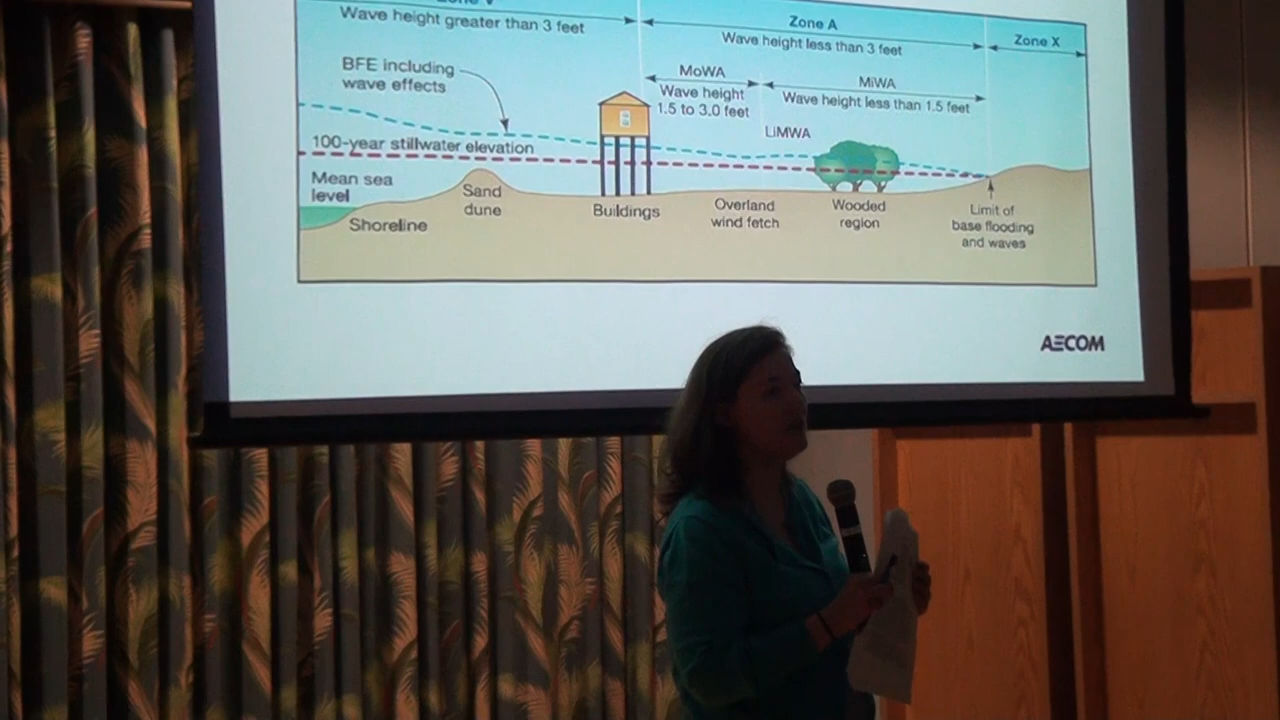 Wave height greater than 3 feet
Zone A
Wave height less than 3 feet
Zone X
BFE including
wave effects
MoWA
Wave height
1.5 to 3.0 feet
MiWA
Wave height less than 1.5 feet
LiMWA
100-year stillwater elevation
Mean sea
level
Shoreline
Sand
dune
Buildings
Overland
wind fetch
Wooded
region
Limit of
base flooding
and waves
AECOM